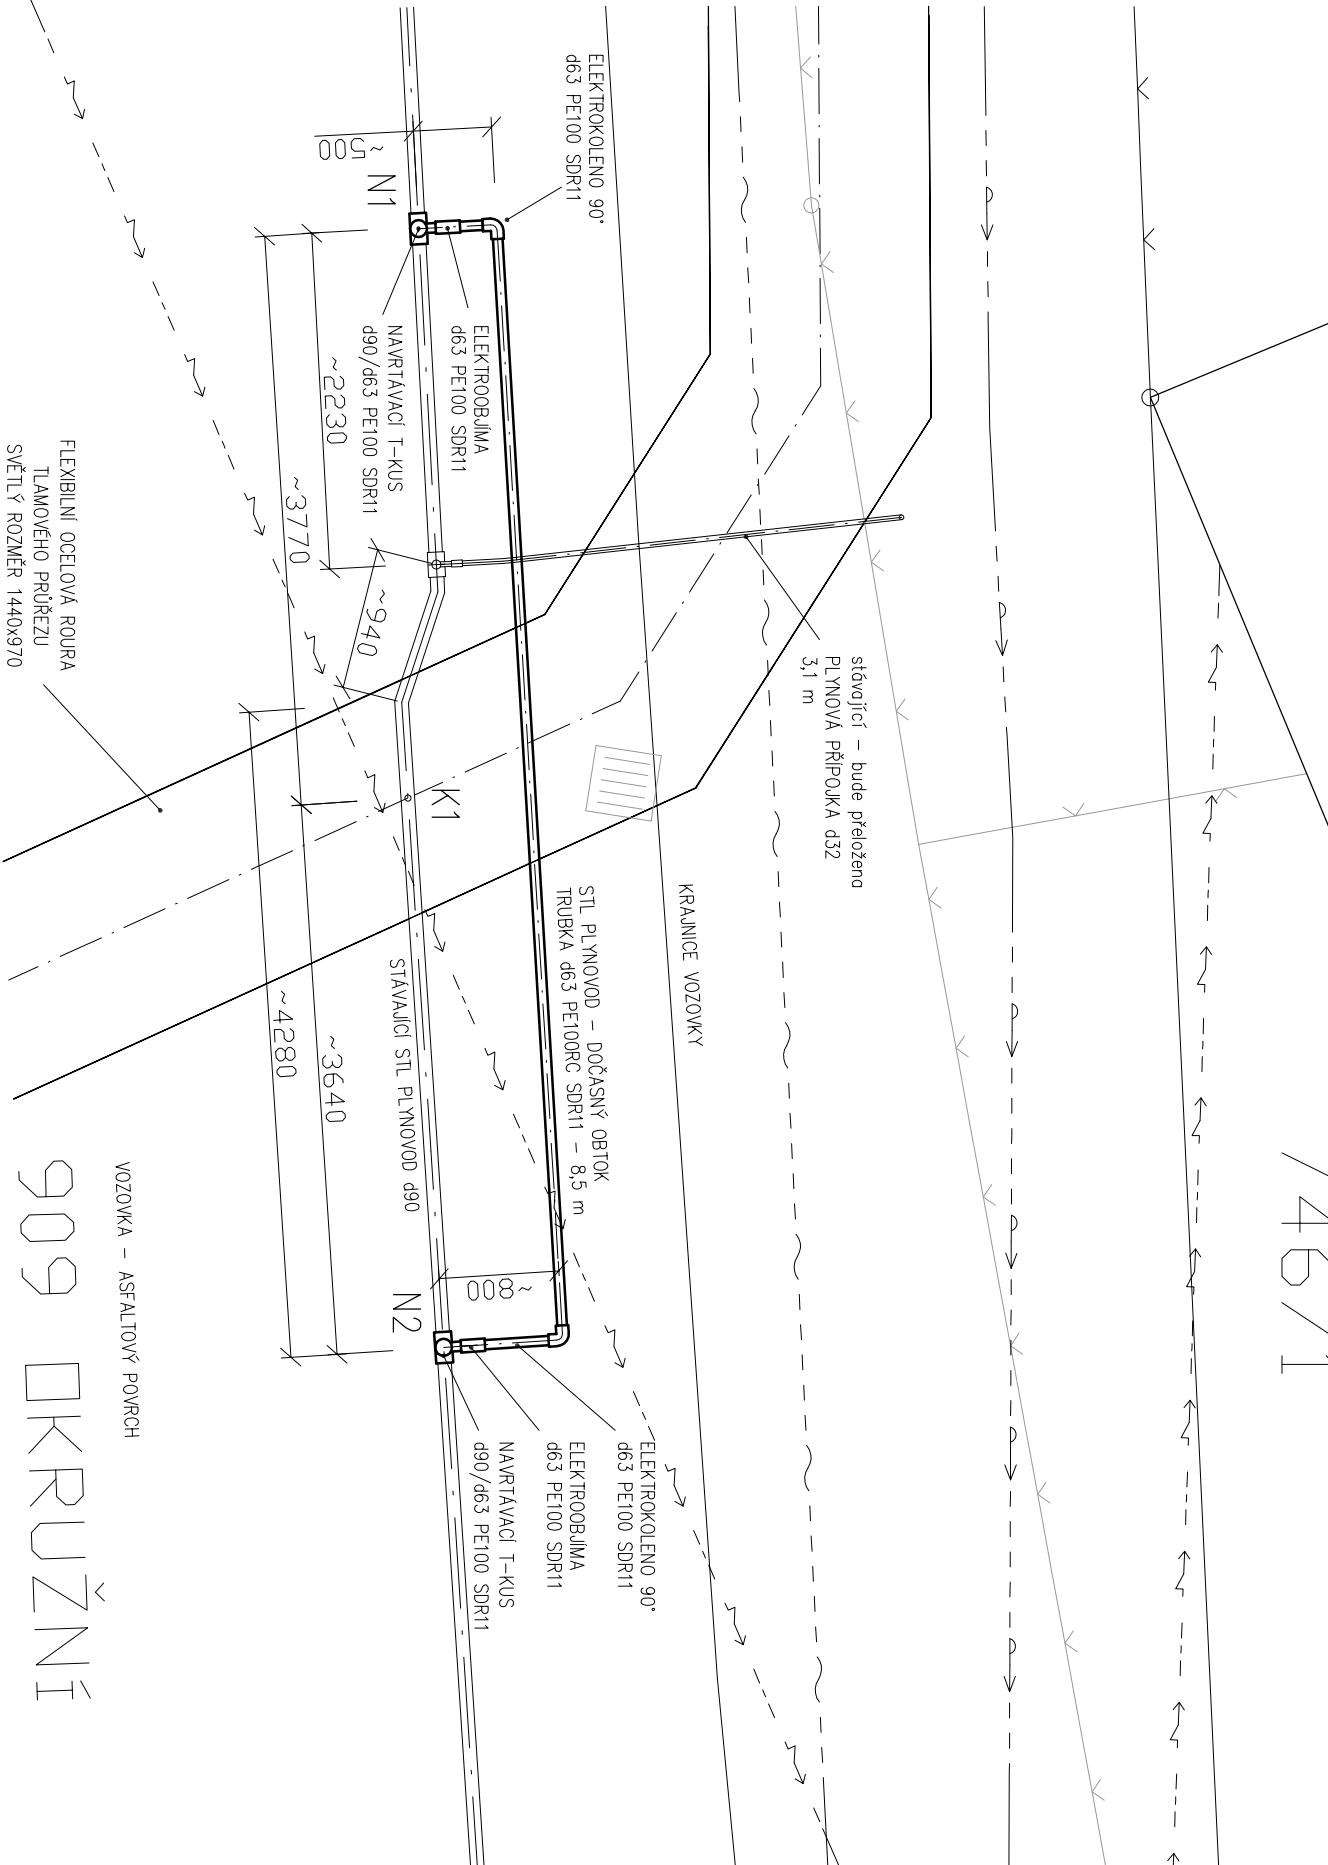 ELEKTROKOLENO 90°
d63 PE100 SDR11
~500
N1
ELEKTROOBJÍMA
d63 PE100 SDR11
NAVRTÁVACÍ T-KUS
d90/d63 PE100 SDR11
~2230
~3770
~940
FLEXIBILNÍ OCELOVÁ ROURA
TLAMOVÉHO PRŮŘEZU
SVĚTLÝ ROZMĚR 1440x970
stávající - bude přeložena
PLYNOVÁ PŘÍPOJKA d32
3,1 m
K1
KRAJNICE VOZOVKY
STL PLYNOVOD - DOČASNÝ OBTOK
TRUBKA d63 PE100RC SDR11 - 8,5 m
STÁVAJÍCÍ STL PLYNOVOD d90
~3640
~4280
~800
N2
ELEKTROKOLENO 90°
d63 PE100 SDR11
ELEKTROOBJÍMA
d63 PE100 SDR11
NAVRTÁVACÍ T-KUS
d90/d63 PE100 SDR11
VOZOVKA - ASFALTOVÝ POVRCH
909 OKRUŽNÍ
746/1